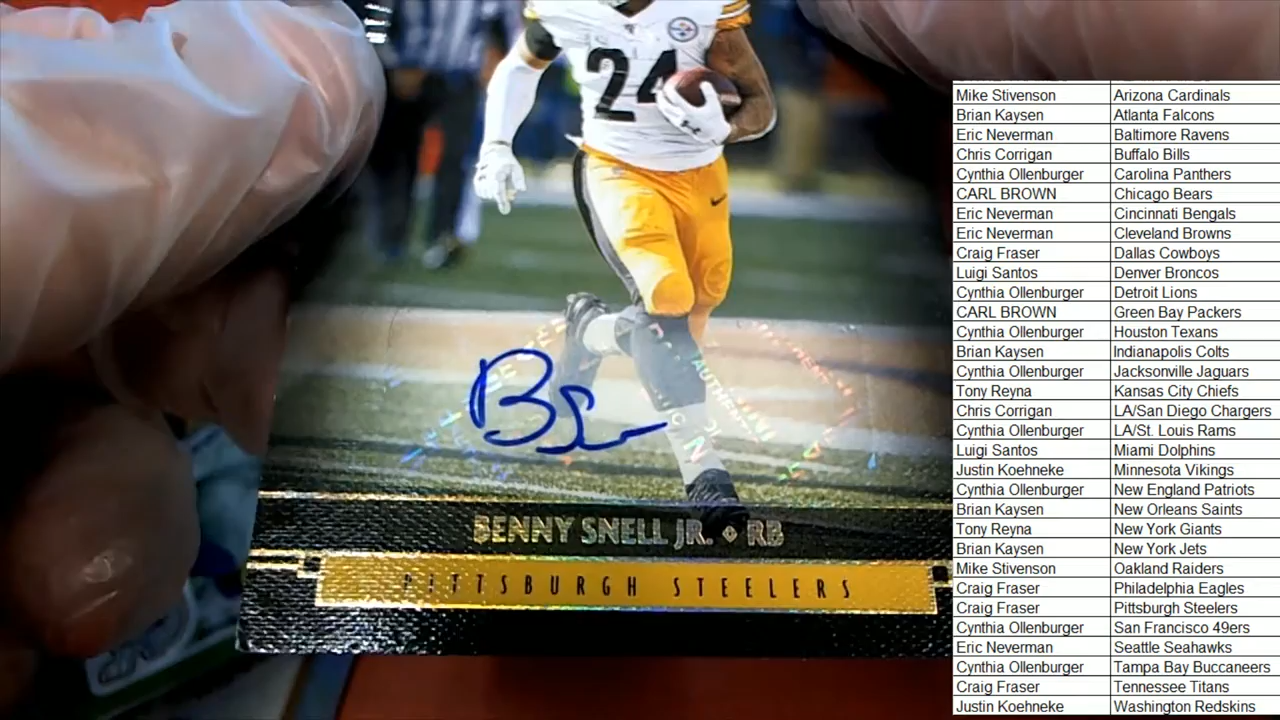 24
BS
BENNY SNELL JR. RB
PITTSBURGH STEELERS
Mike Stivenson Arizona Cardinals
Brian Kaysen Atlanta Falcons
Eric Neverman Baltimore Ravens
Chris Corrigan Buffalo Bills
Cynthia Ollenburger Carolina Panthers
CARL BROWN Chicago Bears
Eric Neverman Cincinnati Bengals
Eric Neverman Cleveland Browns
Craig Fraser Dallas Cowboys
Luigi Santos Denver Broncos
Cynthia Ollenburger Detroit Lions
CARL BROWN Green Bay Packers
Cynthia Ollenburger Houston Texans
Brian Kaysen Indianapolis Colts
Cynthia Ollenburger Jacksonville Jaguars
Tony Reyna Kansas City Chiefs
Chris Corrigan LA/San Diego Chargers
Cynthia Ollenburger LA/St. Louis Rams
Luigi Santos Miami Dolphins
Justin Koehneke Minnesota Vikings
Cynthia Ollenburger New England Patriots
Brian Kaysen New Orleans Saints
Tony Reyna New York Giants
Brian Kaysen New York Jets
Mike Stivenson Oakland Raiders
Craig Fraser Philadelphia Eagles
Craig Fraser Pittsburgh Steelers
Cynthia Ollenburger San Francisco 49ers
Eric Neverman Seattle Seahawks
Cynthia Ollenburger Tampa Bay Buccaneers
Craig Fraser Tennessee Titans
Justin Koehneke Washington Redskins